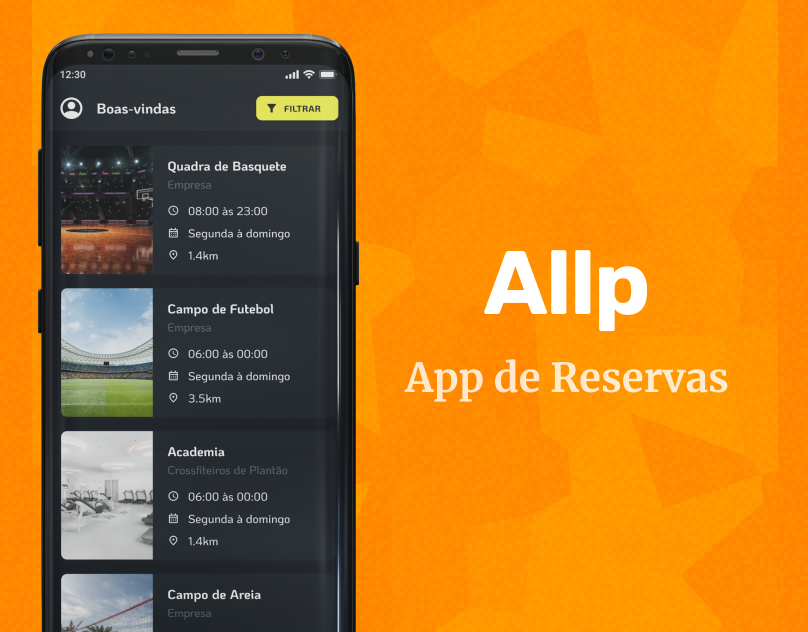 12:30
Boas-vindas
FILTRAR
Quadra de Basquete
Empresa
08:00 às 23:00
Segunda à domingo
1.4km
Campo de Futebol
Empresa
06:00 às 00:00
Segunda à domingo
3.5km
Academia
Crossfiteiros de Plantão
06:00 às 00:00
Segunda à domingo
1.4km
Campo de Areia
Empresa
Allp
App de Reservas